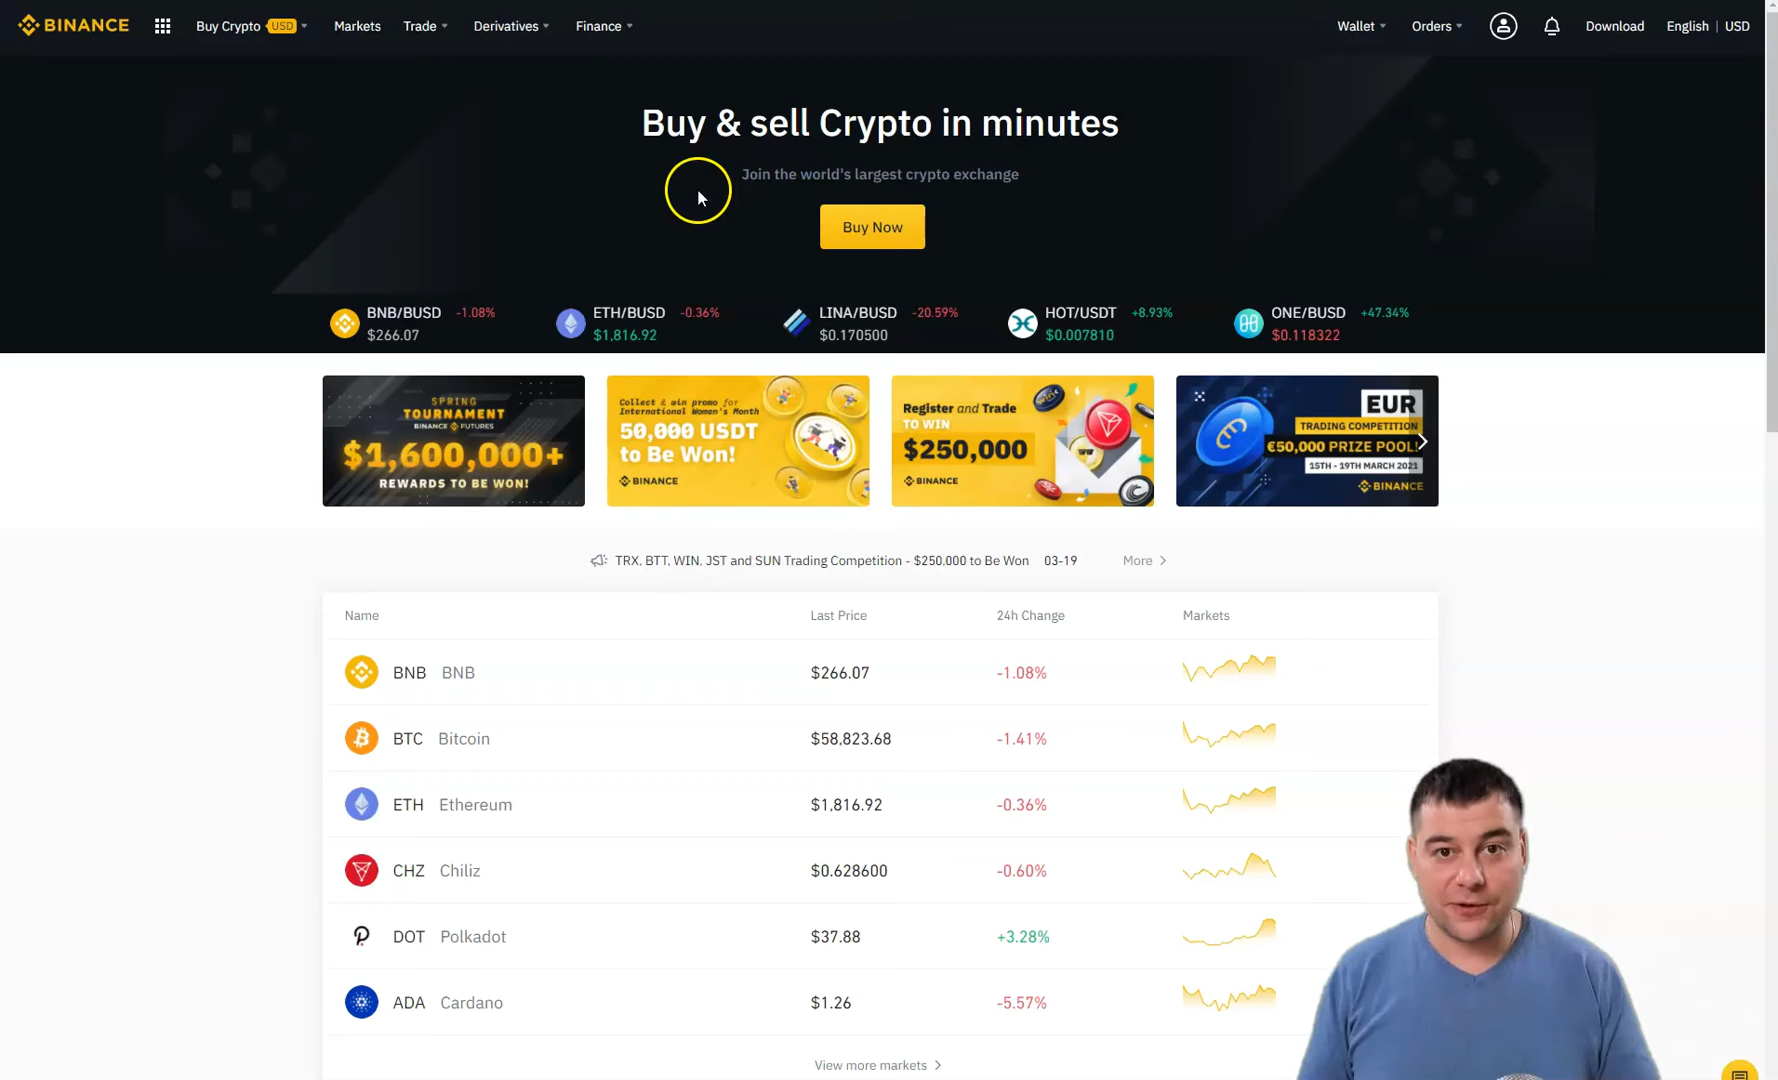 BINANCE
Buy Crypto USD
Markets
Trade
Derivatives
Finance
Wallet
Orders
Download
English | USD
Buy & sell Crypto in minutes
Join the world's largest crypto exchange
Buy Now
BNB/BUSD -1.08%
$266.07
ETH/BUSD -0.36%
$1,816.92
LINA/BUSD -20.59%
$0.170500
HOT/USDT +8.93%
$0.007810
ONE/BUSD +47.34%
$0.118322
SPRING
TOURNAMENT
BINANCE FUTURES
$1,600,000+
REWARDS TO BE WON!
Collect & win promo for
International Women's Month
50,000 USDT
to Be Won!
BINANCE
Register and Trade
TO WIN
$250,000
BINANCE
EUR
TRADING COMPETITION
€50,000 PRIZE POOL!
15TH - 19TH MARCH 2021
BINANCE
TRX, BTT, WIN, JST and SUN Trading Competition - $250,000 to Be Won 03-19 More
Name Last Price 24h Change Markets
BNB BNB $266.07 -1.08%
BTC Bitcoin $58,823.68 -1.41%
ETH Ethereum $1,816.92 -0.36%
CHZ Chiliz $0.628600 -0.60%
DOT Polkadot $37.88 +3.28%
ADA Cardano $1.26 -5.57%
View more markets